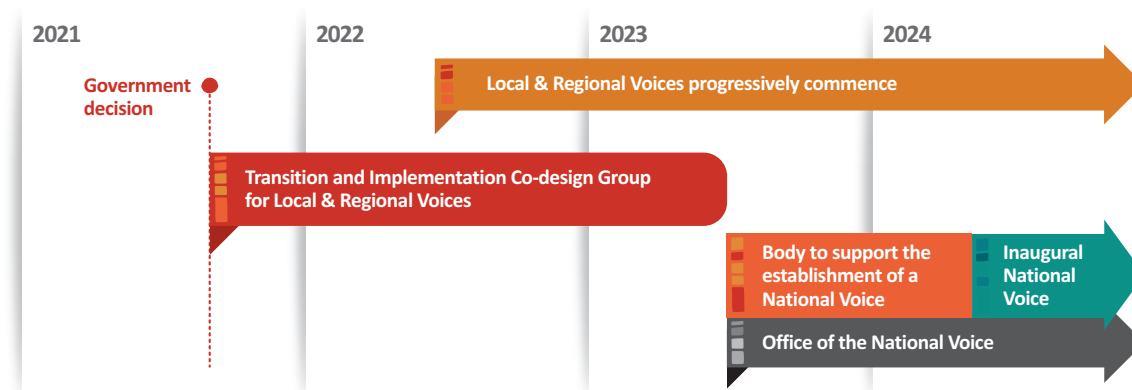 2021
2022
2023
2024
Government
decision
Local & Regional Voices progressively commence
Transition and Implementation Co-design Group
for Local & Regional Voices
Body to support the
establishment of a
National Voice
Inaugural
National
Voice
Office of the National Voice